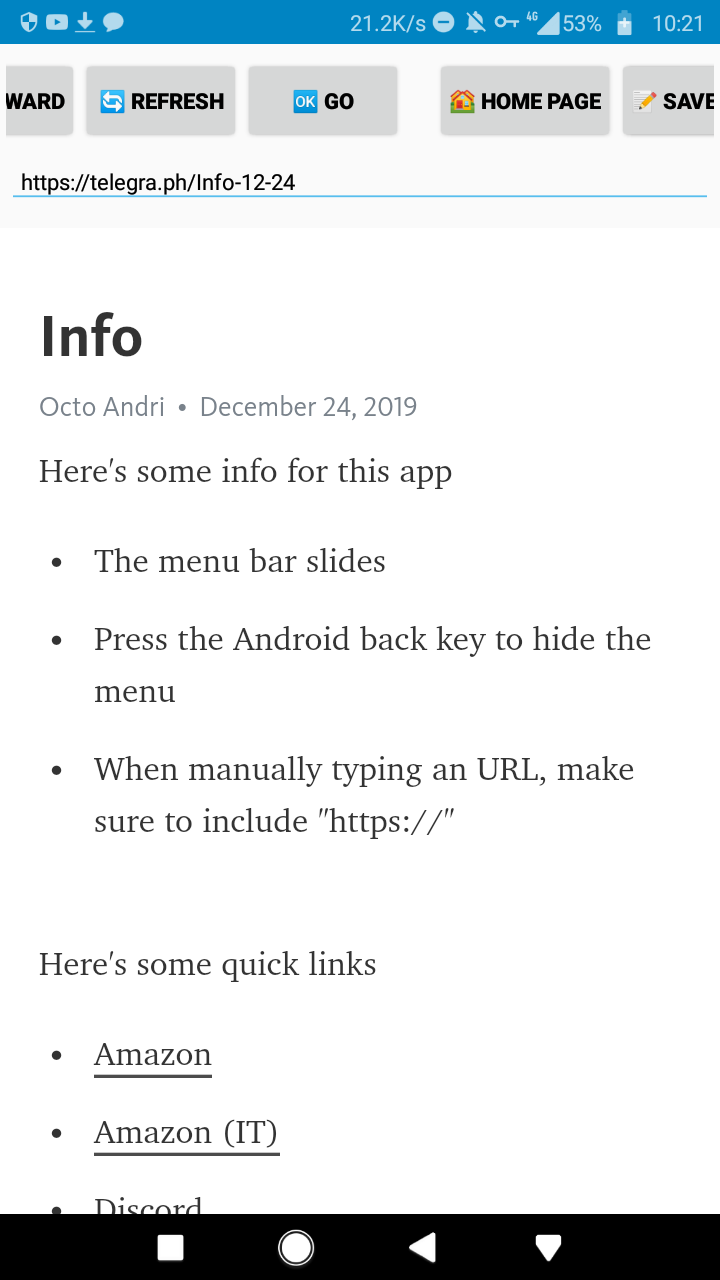 21.2K/s 4G 53% 10:21
WARD REFRESH OK GO HOME PAGE SAVE
https://telegra.ph/Info-12-24
Info
Octo Andri • December 24, 2019
Here's some info for this app
• The menu bar slides
• Press the Android back key to hide the
menu
• When manually typing an URL, make
sure to include "https://"
Here's some quick links
• Amazon
• Amazon (IT)
• Discord